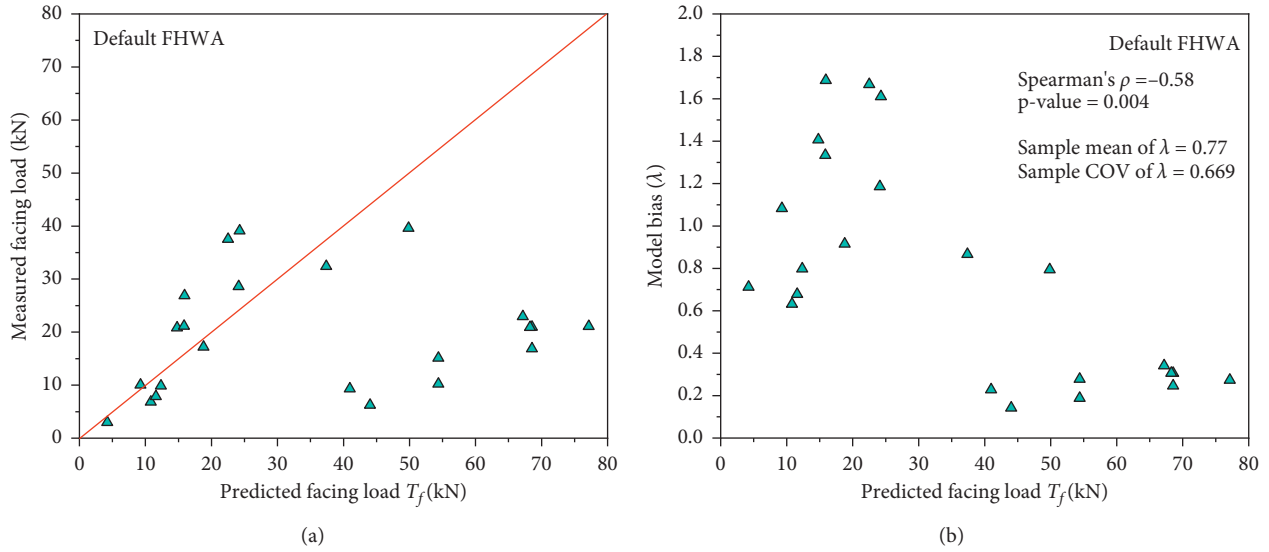 80
70
60
50
40
30
20
10
0
Measured facing load (kN)
Default FHWA
0 10 20 30 40 50 60 70 80
Predicted facing load T_f (kN)
(a)
2.0
1.8
1.6
1.4
1.2
1.0
0.8
0.6
0.4
0.2
0.0
Model bias (λ)
Default FHWA
Spearman's ρ =–0.58
p-value = 0.004
Sample mean of λ = 0.77
Sample COV of λ = 0.669
0 10 20 30 40 50 60 70 80
Predicted facing load T_f (kN)
(b)